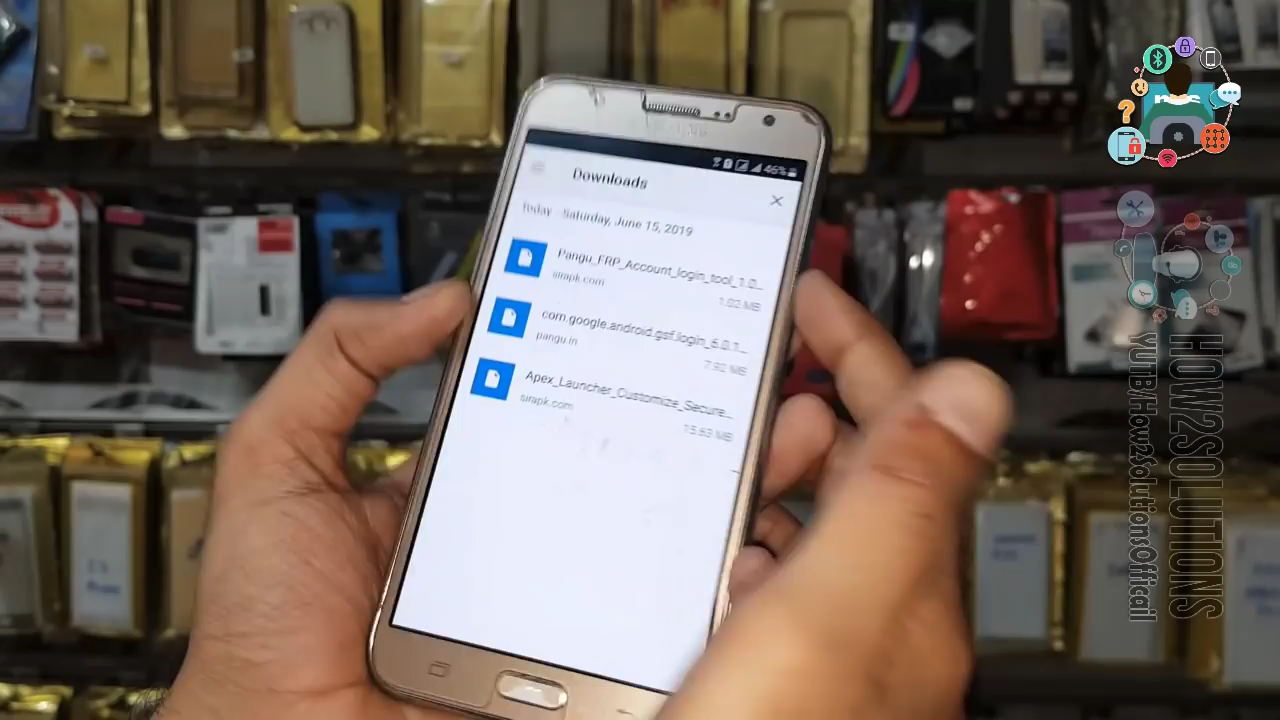 46%
Downloads
Today - Saturday, June 15, 2019
Pangu_FRP_Account_login_tool_1.0...
sirapk.com
1.02 MB
com.google.android.gsf.login_6.0.1...
pangu.in
7.92 MB
Apex_Launcher_Customize_Secure...
sirapk.com
15.63 MB
HOW2SOLUTIONS
YUTB/How2SolutionsOfficail